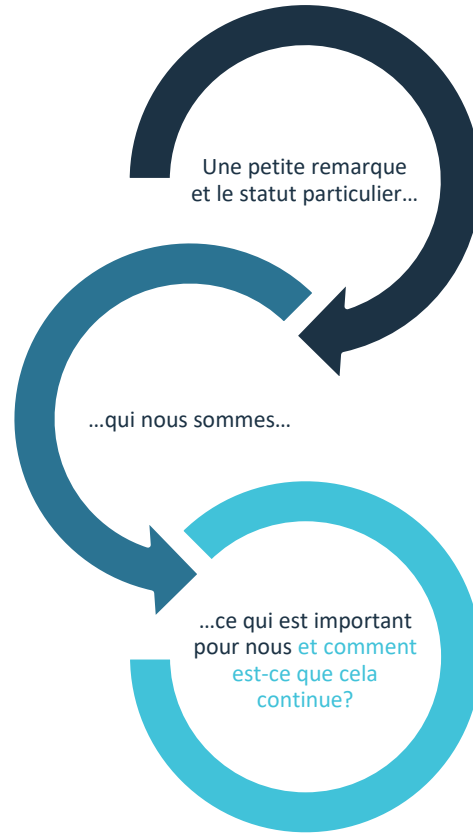 Une petite remarque
et le statut particulier…
…qui nous sommes…
…ce qui est important
pour nous et comment
est-ce que cela
continue?